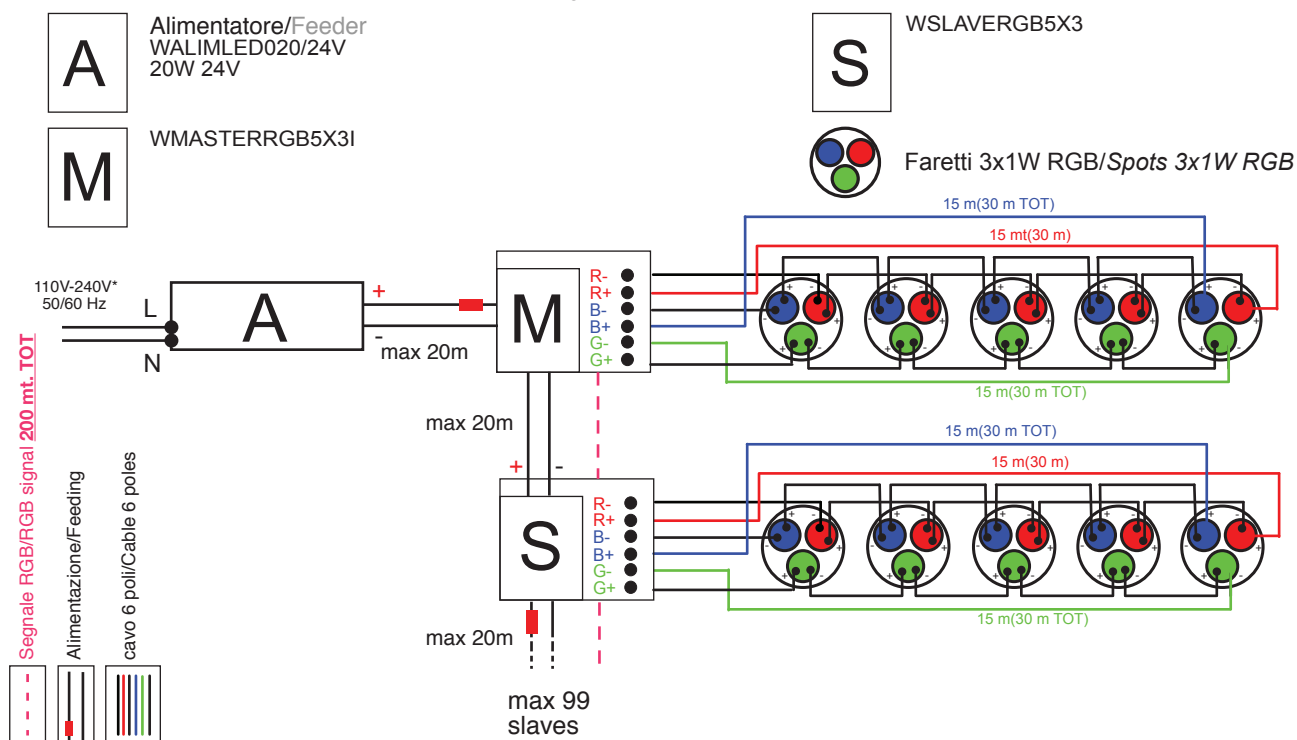 A
Alimentatore/Feeder
WALIMLED020/24V
20W 24V
M
WMASTERRGB5X3I
S
WSLAVERGB5X3
Faretti 3x1W RGB/Spots 3x1W RGB
110V-240V*
50/60 Hz
L
N
A
+
-
max 20m
M
R-
R+
B-
B+
G-
G+
15 m(30 m TOT)
15 mt(30 m)
+ - + - + - + - + -
- + - + - + - + - +
+ - + - + - + - + -
15 m(30 m TOT)
max 20m
+ -
S
R-
R+
B-
B+
G-
G+
15 m(30 m TOT)
15 m(30 m)
+ - + - + - + - + -
- + - + - + - + - +
+ - + - + - + - + -
15 m(30 m TOT)
max 20m
max 99
slaves
Segnale RGB/RGB signal 200 mt. TOT
Alimentazione/Feeding
cavo 6 poli/Cable 6 poles